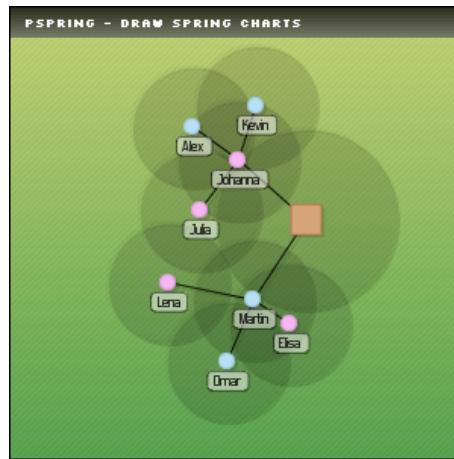 PSPRING - DRAW SPRING CHARTS
Kevin
Alex
Johanna
Julia
Lena
Martin
Elisa
Omar